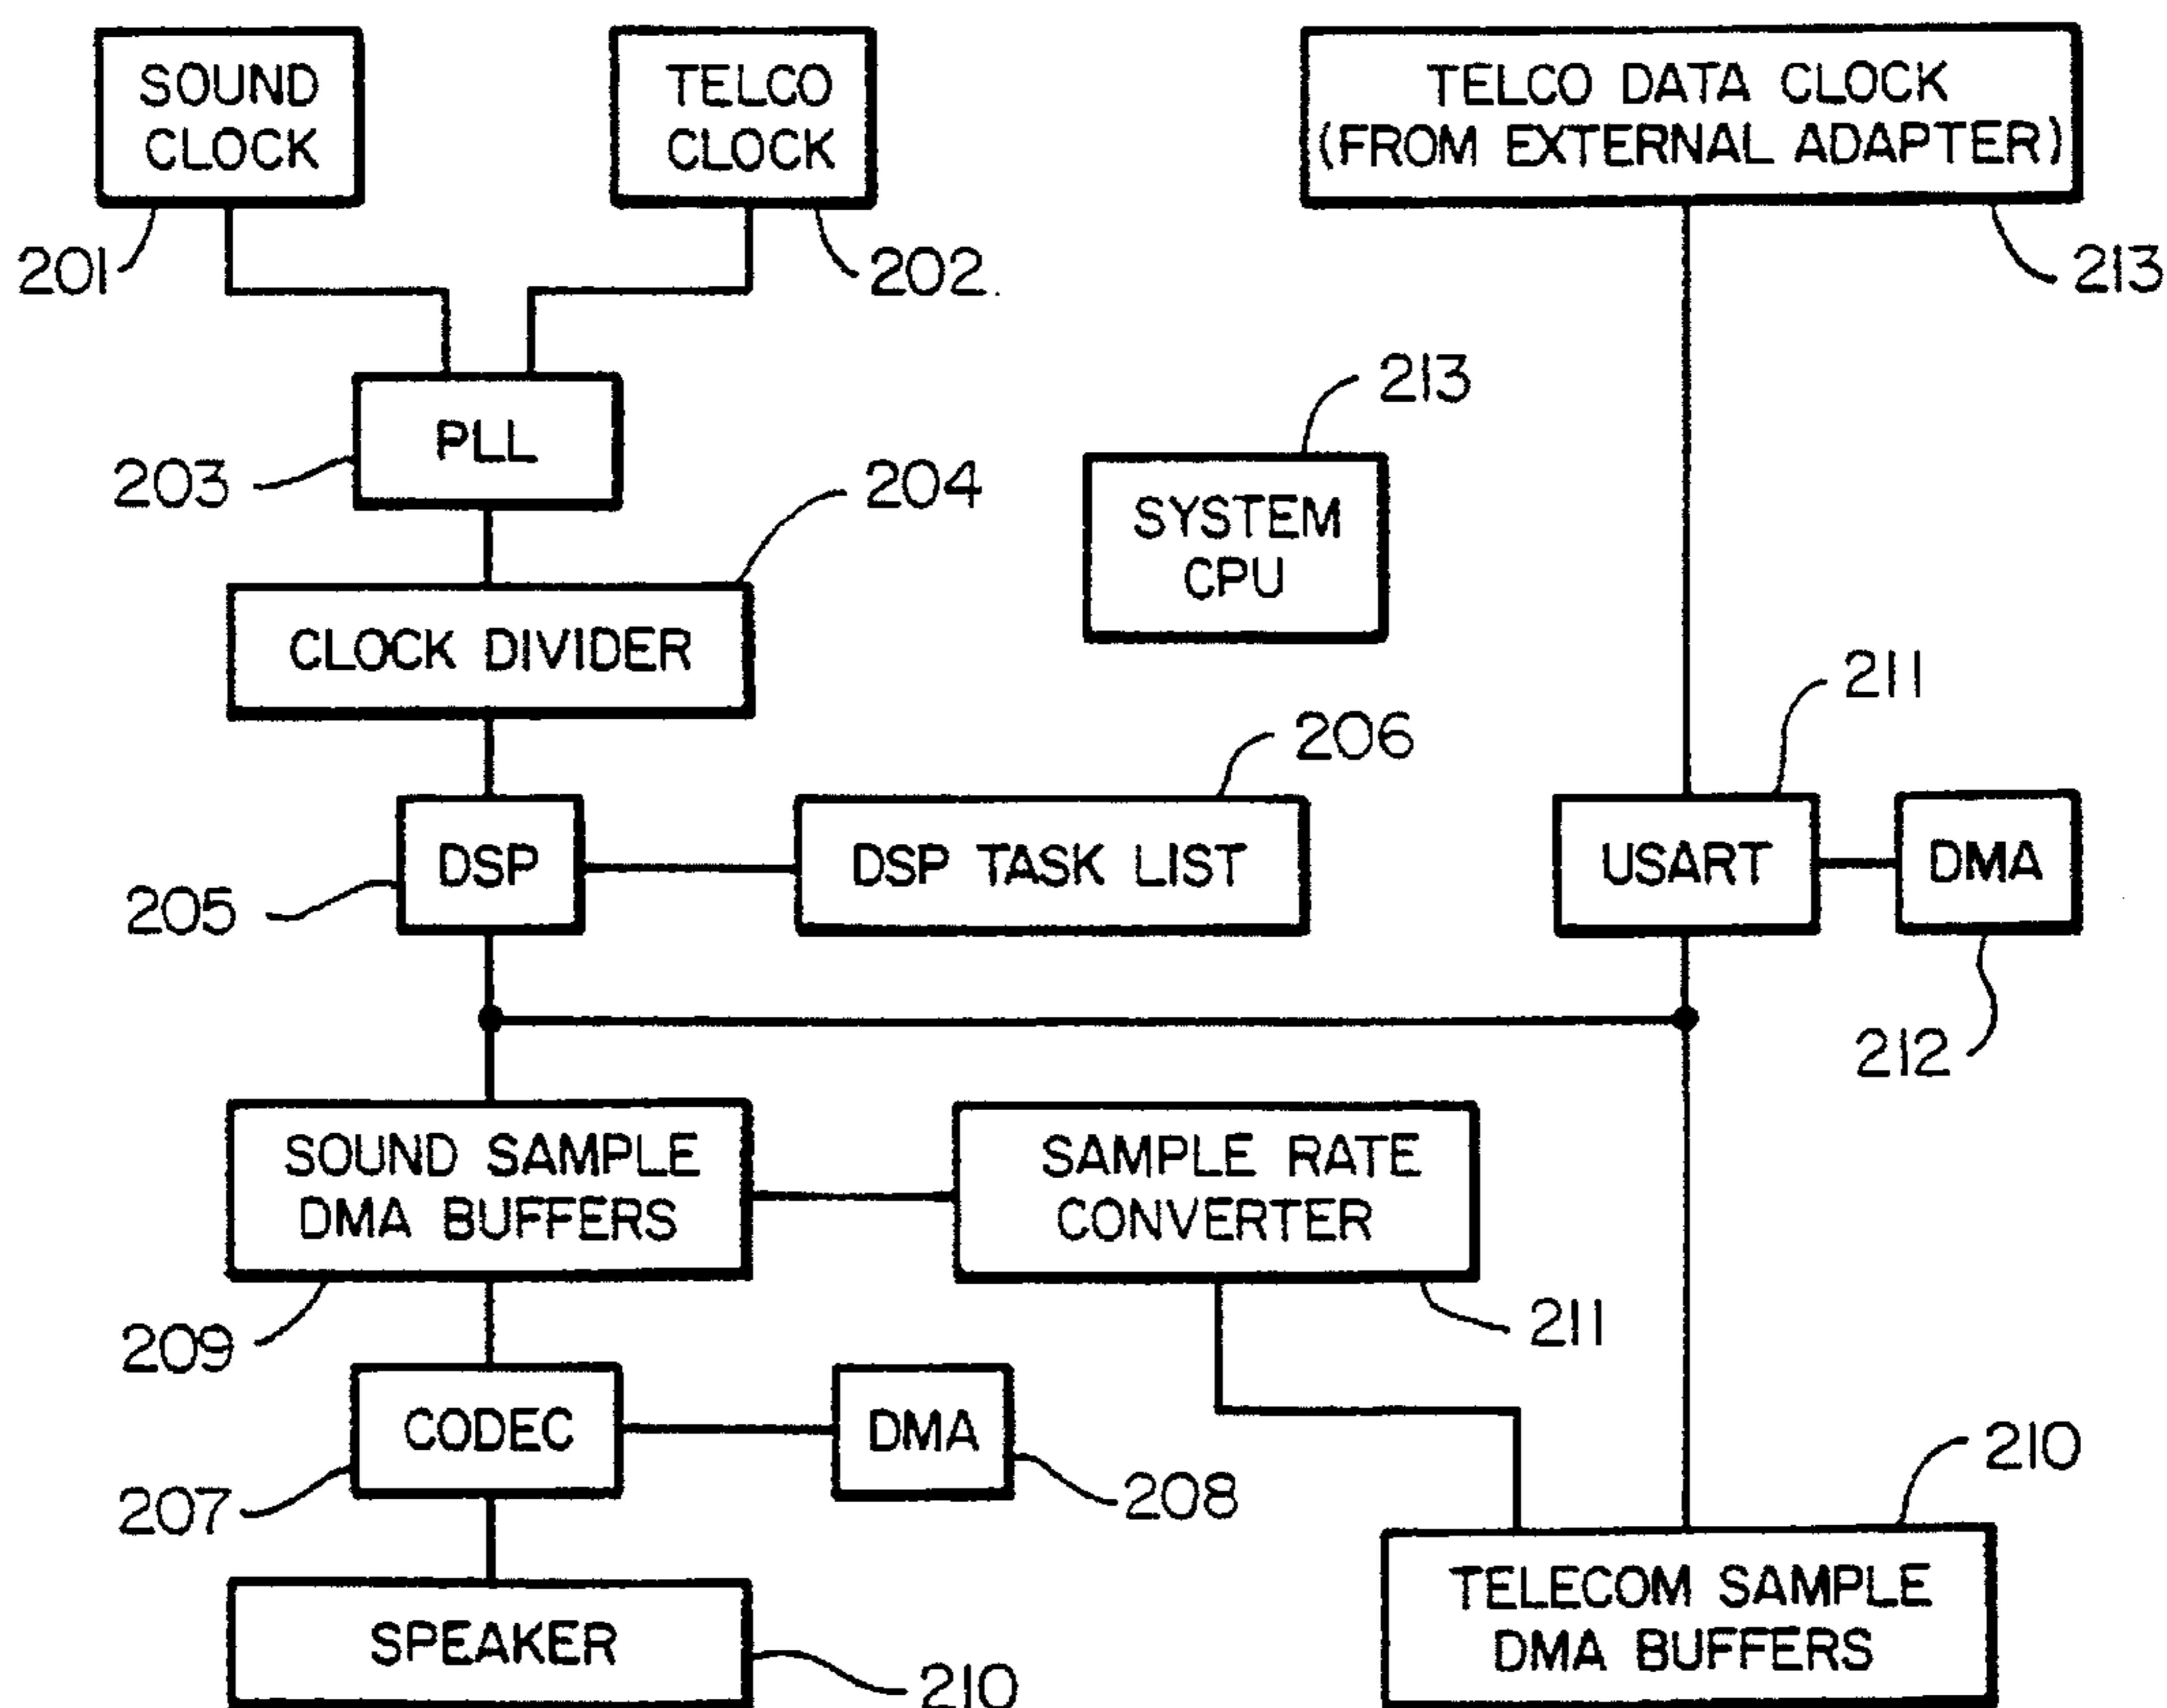 SOUND
CLOCK
TELCO
CLOCK
TELCO DATA CLOCK
(FROM EXTERNAL ADAPTER)
201
202
213
PLL
203
213
SYSTEM
CPU
204
CLOCK DIVIDER
211
206
DSP
205
DSP TASK LIST
USART
DMA
212
SOUND SAMPLE
DMA BUFFERS
209
SAMPLE RATE
CONVERTER
211
CODEC
207
DMA
208
210
SPEAKER
210
TELECOM SAMPLE
DMA BUFFERS